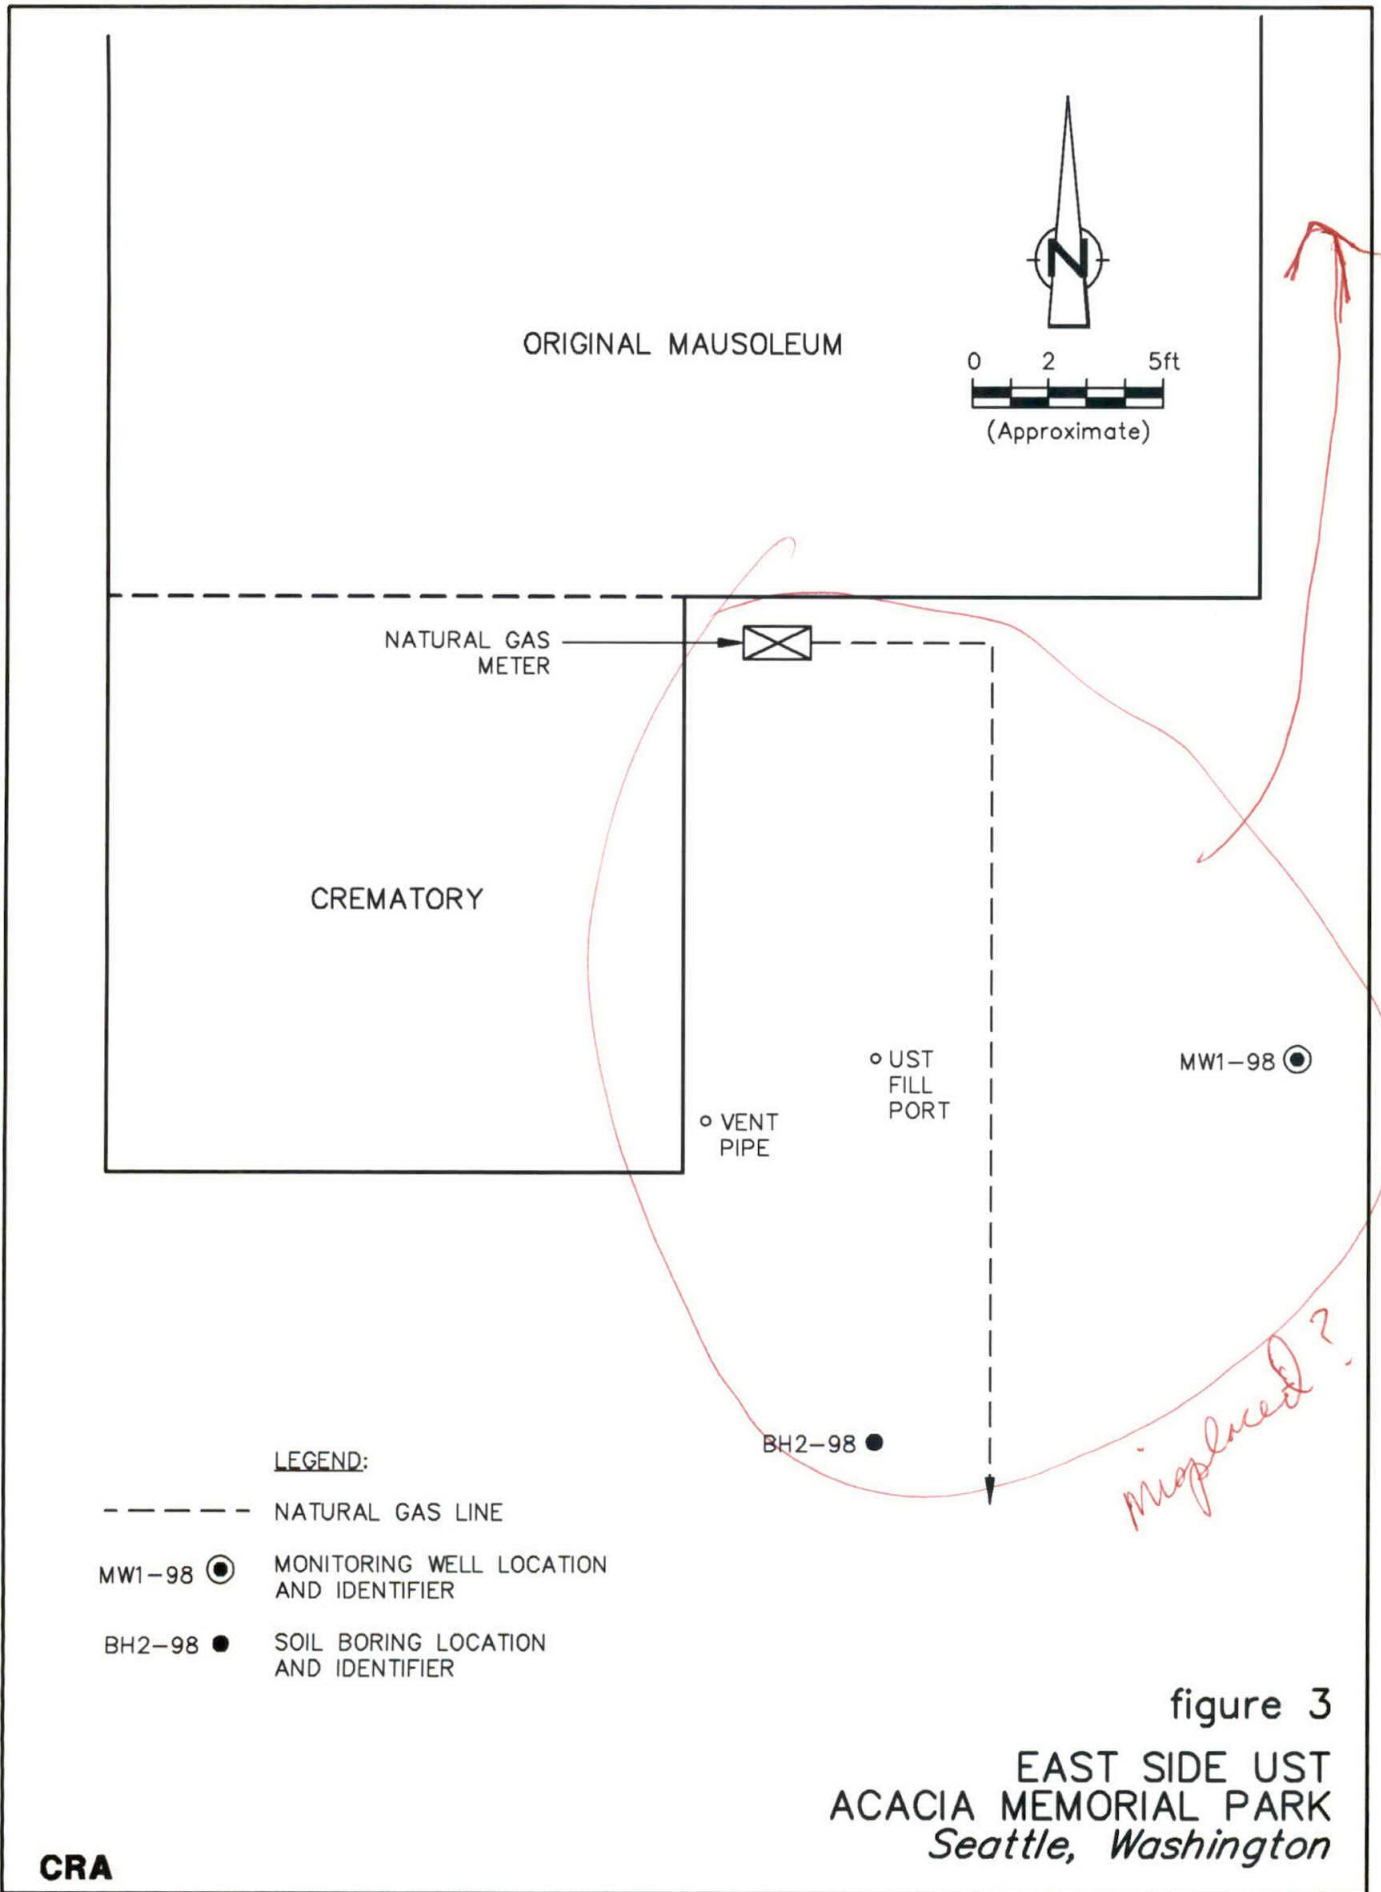 N
ORIGINAL MAUSOLEUM
0 2 5ft
(Approximate)
NATURAL GAS
METER
CREMATORY
UST
FILL
PORT
MW1-98
VENT
PIPE
misplaced?
BH2-98
LEGEND:
NATURAL GAS LINE
MW1-98 MONITORING WELL LOCATION
AND IDENTIFIER
BH2-98 SOIL BORING LOCATION
AND IDENTIFIER
figure 3
EAST SIDE UST
ACACIA MEMORIAL PARK
Seattle, Washington
CRA